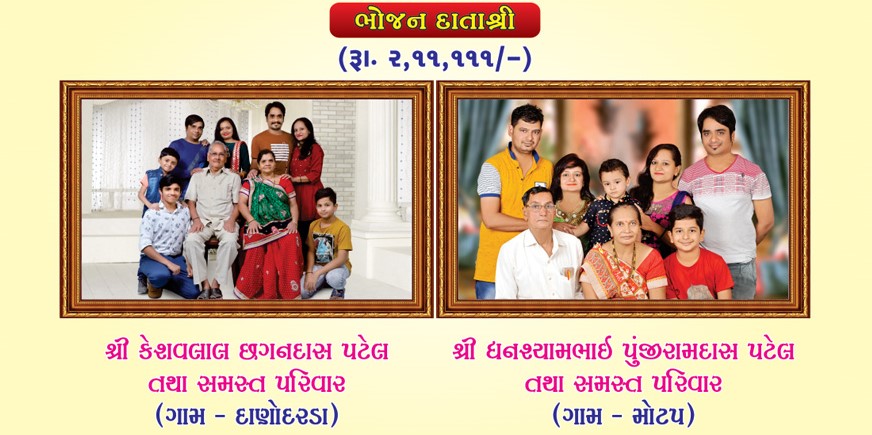 ભોજન દાતાશ્રી
(રૂા. ૨,૧૧,૧૧૧/–)
શ્રી કેશવલાલ છગનદાસ પટેલ
તથા સમસ્ત પરિવાર
(ગામ - દાણોદરડા)
શ્રી ઘનશ્યામભાઈ પુંજીરામદાસ પટેલ
તથા સમસ્ત પરિવાર
(ગામ - મોટપ)